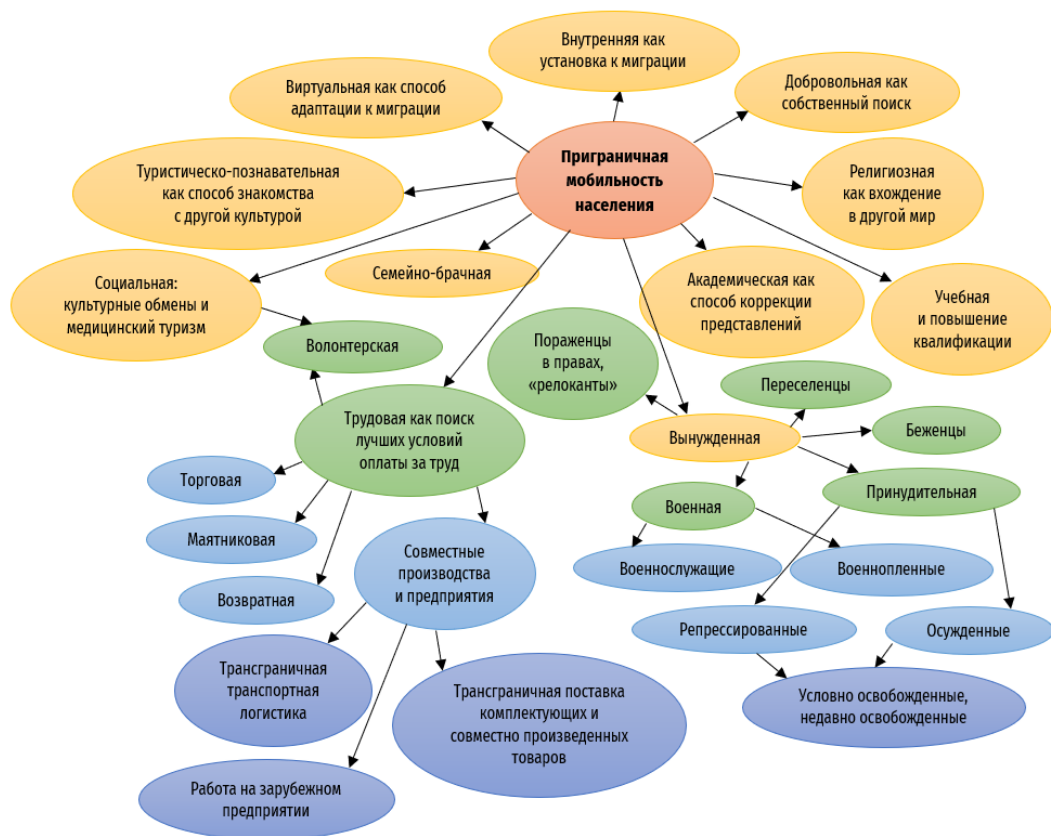 Внутренняя как
установка к миграции
Виртуальная как способ
адаптации к миграции
Добровольная как
собственный поиск
Приграничная
мобильность
населения
Туристическо-познавательная
как способ знакомства
с другой культурой
Религиозная
как вхождение
в другой мир
Семейно-брачная
Социальная:
культурные обмены и
медицинский туризм
Академическая как
способ коррекции
представлений
Учебная
и повышение
квалификации
Волонтерская
Пораженцы
в правах,
«релоканты»
Переселенцы
Трудовая как поиск
лучших условий
оплаты за труд
Вынужденная
Беженцы
Торговая
Военная
Принудительная
Маятниковая
Совместные
производства
и предприятия
Военнослужащие
Военнопленные
Возвратная
Репрессированные
Осужденные
Трансграничная
транспортная
логистика
Трансграничная поставка
комплектующих и
совместно произведенных
товаров
Условно освобожденные,
недавно освобожденные
Работа на зарубежном
предприятии